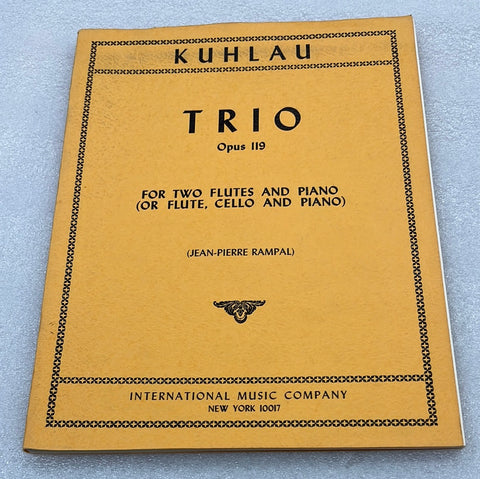 KUHLAU
TRIO
Opus 119
FOR TWO FLUTES AND PIANO
(OR FLUTE, CELLO AND PIANO)
(JEAN-PIERRE RAMPAL)
INTERNATIONAL MUSIC COMPANY
NEW YORK 10017